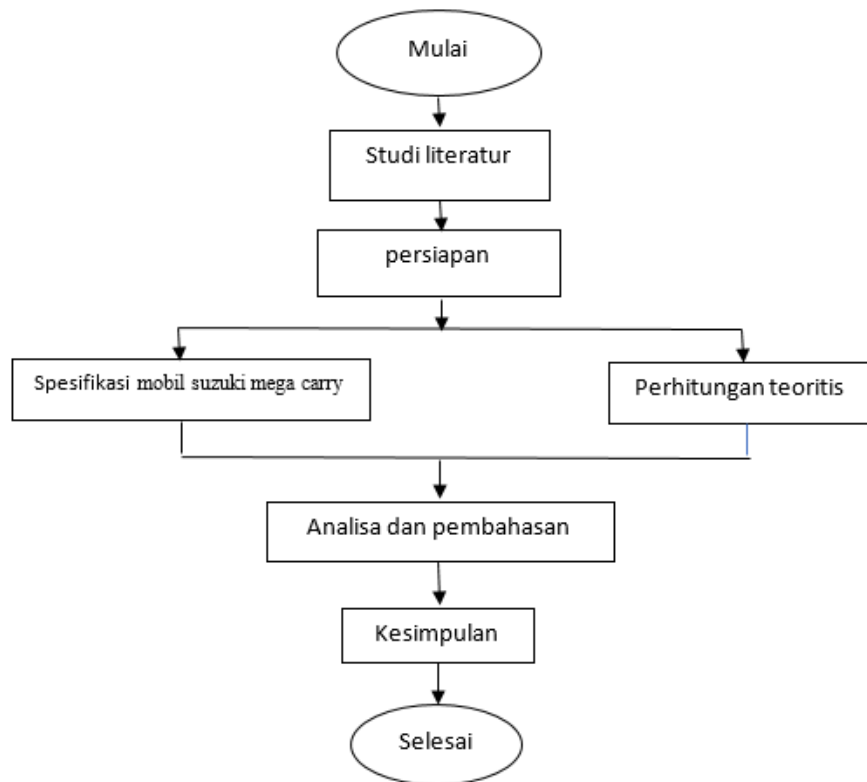 Mulai
Studi literatur
persiapan
Spesifikasi mobil suzuki mega carry
Perhitungan teoritis
Analisa dan pembahasan
Kesimpulan
Selesai